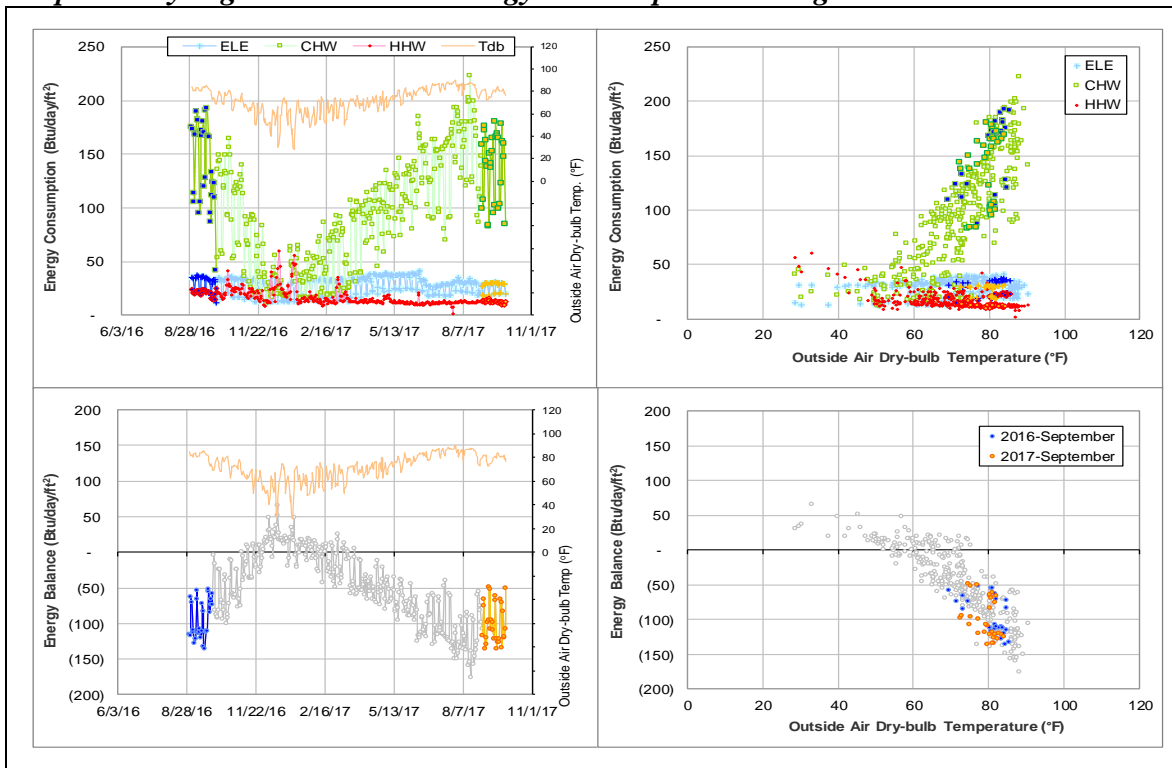 ELE CHW HHW Tdb
250
200
150
100
50
-
120
100
80
60
40
20
0
6/3/16 8/28/16 11/22/16 2/16/17 5/13/17 8/7/17 11/1/17
Energy Consumption (Btu/day/ft²)
Outside Air Dry-bulb Temp. (°F)
ELE
CHW
HHW
250
200
150
100
50
-
0 20 40 60 80 100 120
Energy Consumption (Btu/day/ft²)
Outside Air Dry-bulb Temperature (°F)
200
150
100
50
-
(50)
(100)
(150)
(200)
120
100
80
60
40
20
0
6/3/16 8/28/16 11/22/16 2/16/17 5/13/17 8/7/17 11/1/17
Energy Balance (Btu/day/ft²)
Outside Air Dry-bulb Temp (°F)
2016-September
2017-September
200
150
100
50
-
(50)
(100)
(150)
(200)
0 20 40 60 80 100 120
Energy Balance (Btu/day/ft²)
Outside Air Dry-bulb Temperature (°F)